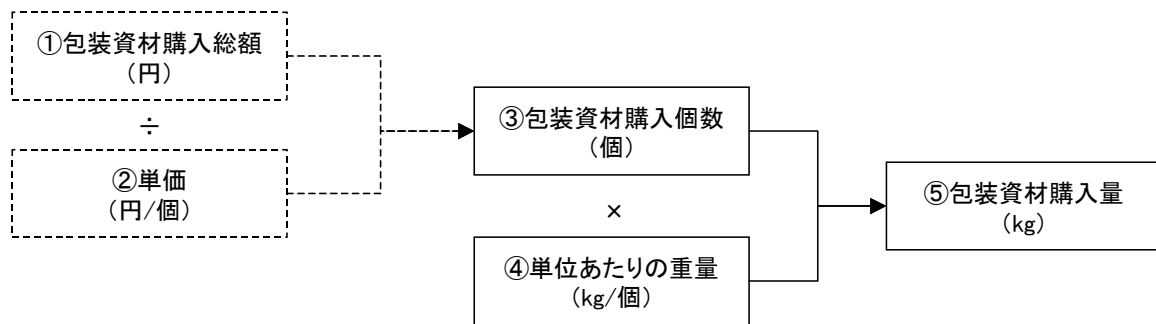 ①包装資材購入総額
(円)
÷
②単価
(円/個)
③包装資材購入個数
(個)
×
④単位あたりの重量
(kg/個)
⑤包装資材購入量
(kg)